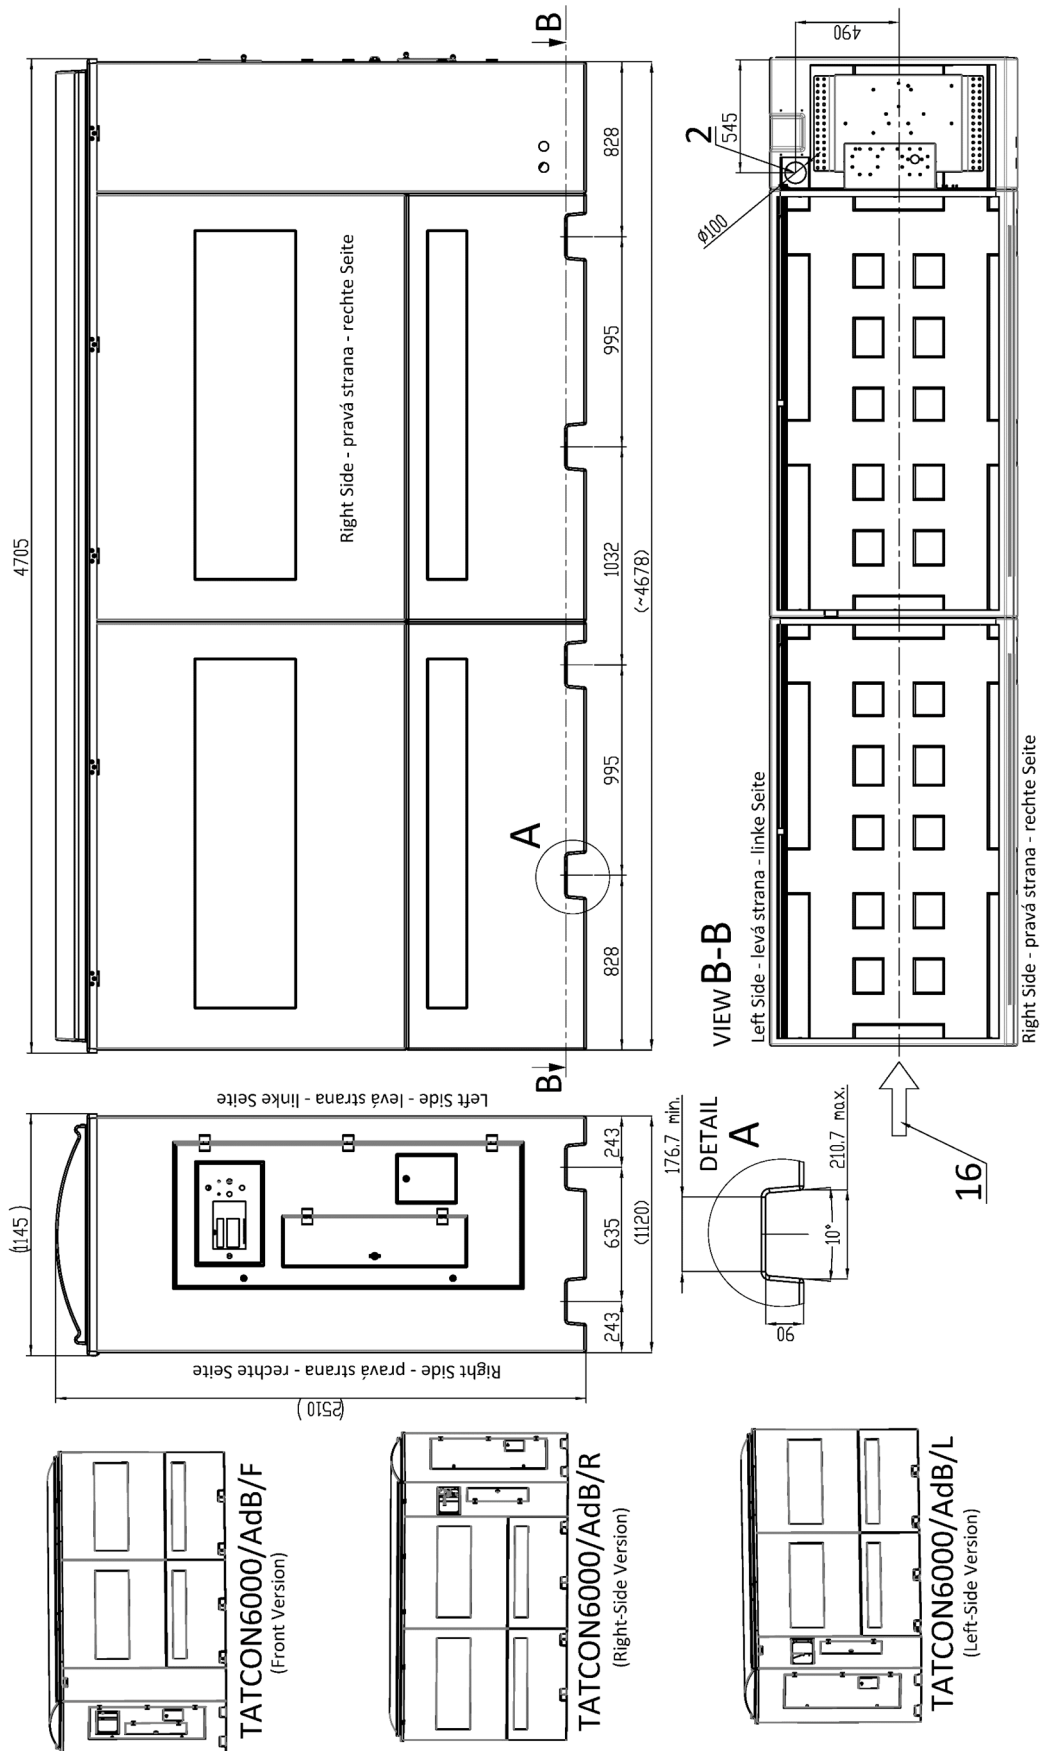 4705
B
Right Side - pravá strana - rechte Seite
A
828
995
1032
995
828
(~4678)
B
(1145)
Left Side - levá strana - linke Seite
Right Side - pravá strana - rechte Seite
(2510)
243
635
243
(1120)
TATCON6000/AdB/F
(Front Version)
TATCON6000/AdB/R
(Right-Side Version)
TATCON6000/AdB/L
(Left-Side Version)
DETAIL
A
176,7 min.
210,7 max.
10°
90
16
VIEW B-B
Left Side - levá strana - linke Seite
Right Side - pravá strana - rechte Seite
2
545
490
Ø100